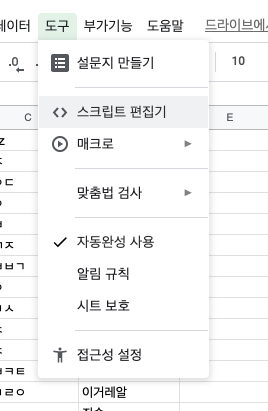 데이터 도구 부가기능 도움말 드라이브에서
.0 10
설문지 만들기
C E
스크립트 편집기
매크로
맞춤법 검사
자동완성 사용
알림 규칙
시트 보호
접근성 설정
이거레알